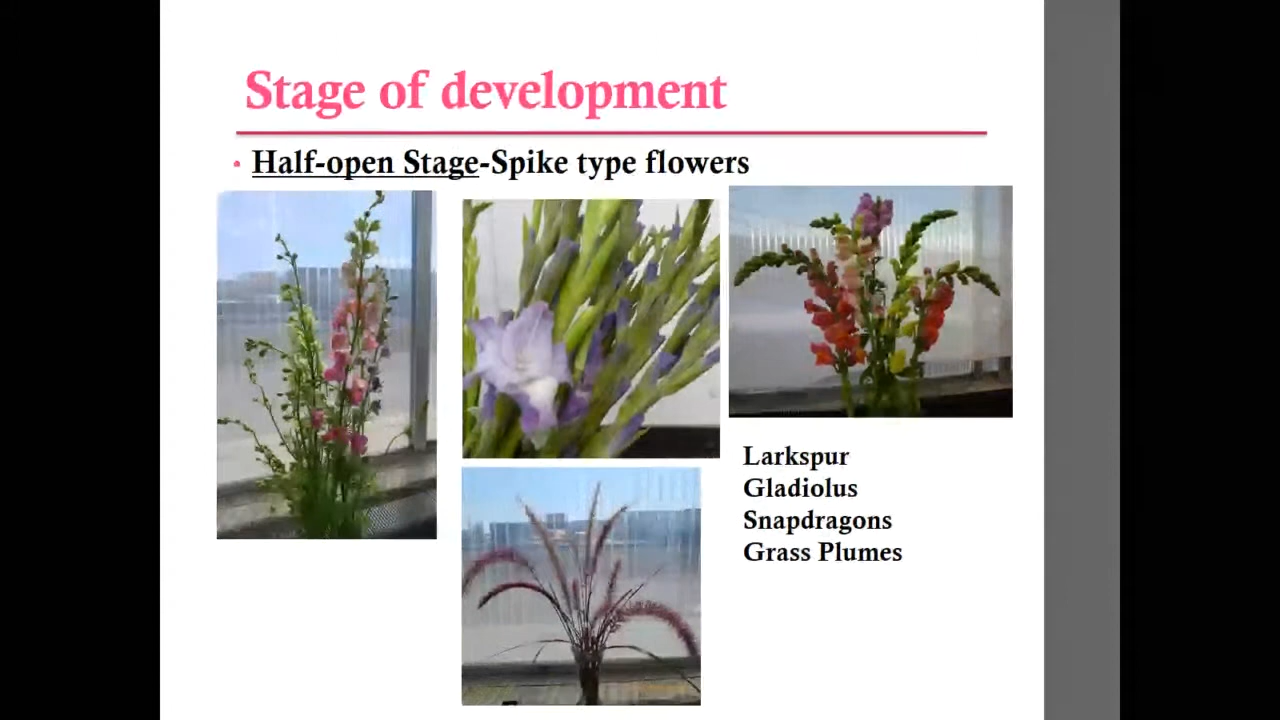 Stage of development
• Half-open Stage-Spike type flowers
Larkspur
Gladiolus
Snapdragons
Grass Plumes